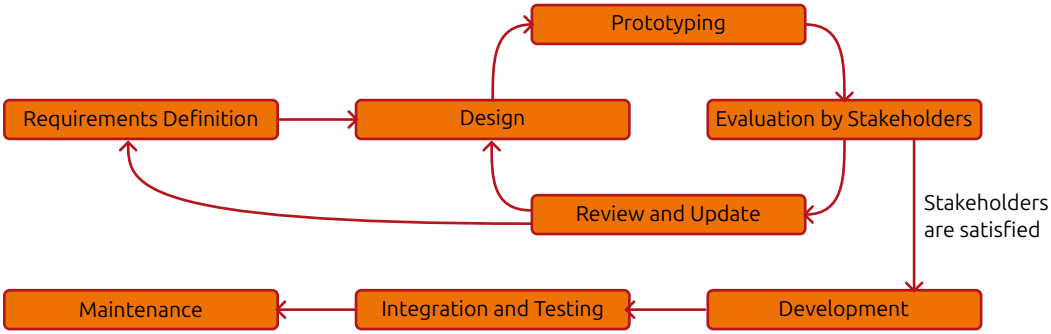 Prototyping
Requirements Definition
Design
Evaluation by Stakeholders
Review and Update
Stakeholders
are satisfied
Maintenance
Integration and Testing
Development